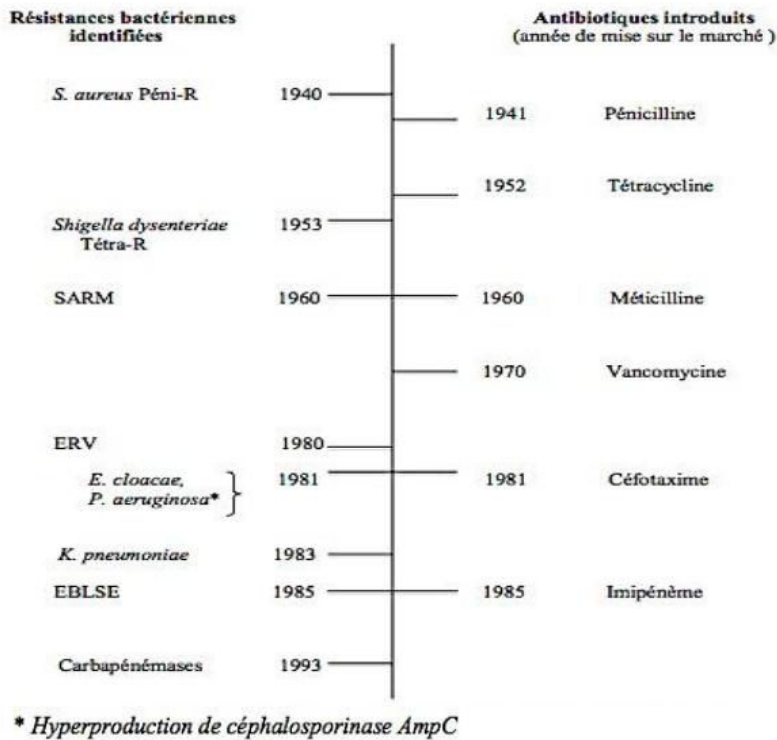 Résistances bactériennes
identifiées
Antibiotiques introduits
(année de mise sur le marché )
S. aureus Péni-R 1940
1941 Pénicilline
1952 Tétracycline
Shigella dysenteriae 1953
Tétra-R
SARM 1960 1960 Méticilline
1970 Vancomycine
ERV 1980
E. cloacae, 1981 1981 Céfotaxime
P. aeruginosa*
K. pneumoniae 1983
EBLSE 1985 1985 Imipénème
Carbapénémases 1993
* Hyperproduction de céphalosporinase AmpC